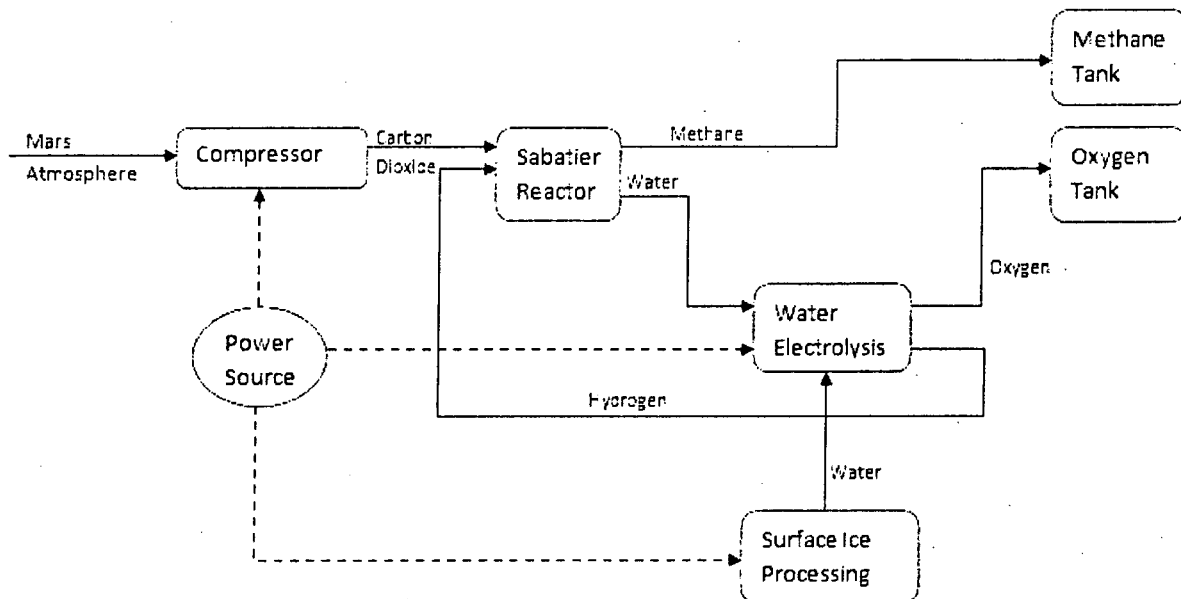 Methane
Tank
Mars
Atmosphere
Compressor
Carbon
Dioxide
Sabatier
Reactor
Methane
Water
Oxygen
Tank
Oxygen
Water
Electrolysis
Power
Source
Hydrogen
Water
Surface Ice
Processing